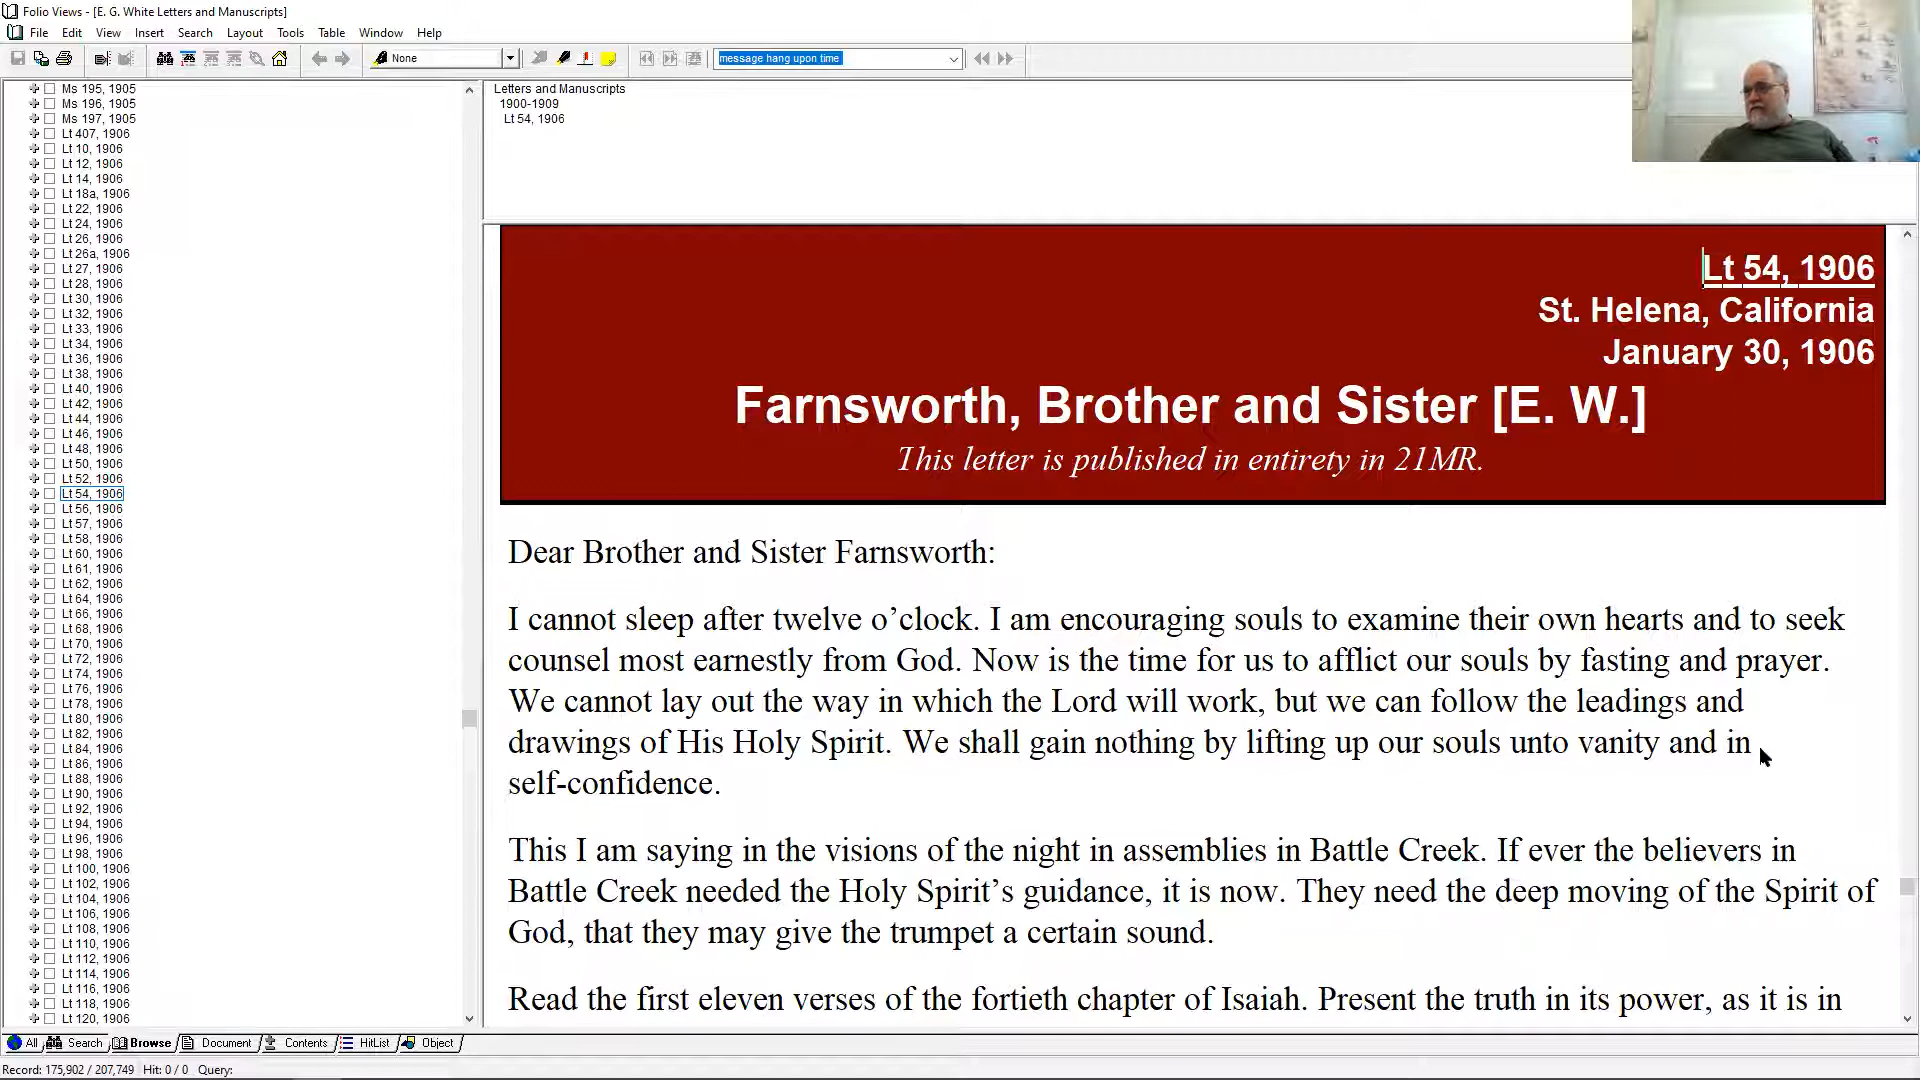 Folio Views - [E. G. White Letters and Manuscripts]
File Edit View Insert Search Layout Tools Table Window Help
None
message hang upon time
Ms 195, 1905
Ms 196, 1905
Ms 197, 1905
Lt 407, 1906
Lt 10, 1906
Lt 12, 1906
Lt 14, 1906
Lt 18a, 1906
Lt 22, 1906
Lt 24, 1906
Lt 26, 1906
Lt 26a, 1906
Lt 27, 1906
Lt 28, 1906
Lt 30, 1906
Lt 32, 1906
Lt 33, 1906
Lt 34, 1906
Lt 36, 1906
Lt 38, 1906
Lt 40, 1906
Lt 42, 1906
Lt 44, 1906
Lt 46, 1906
Lt 48, 1906
Lt 50, 1906
Lt 52, 1906
Lt 54, 1906
Lt 56, 1906
Lt 57, 1906
Lt 58, 1906
Lt 60, 1906
Lt 61, 1906
Lt 62, 1906
Lt 64, 1906
Lt 66, 1906
Lt 68, 1906
Lt 70, 1906
Lt 72, 1906
Lt 74, 1906
Lt 76, 1906
Lt 78, 1906
Lt 80, 1906
Lt 82, 1906
Lt 84, 1906
Lt 86, 1906
Lt 88, 1906
Lt 90, 1906
Lt 92, 1906
Lt 94, 1906
Lt 96, 1906
Lt 98, 1906
Lt 100, 1906
Lt 102, 1906
Lt 104, 1906
Lt 106, 1906
Lt 108, 1906
Lt 110, 1906
Lt 112, 1906
Lt 114, 1906
Lt 116, 1906
Lt 118, 1906
Lt 120, 1906
Letters and Manuscripts
1900-1909
Lt 54, 1906
Lt 54, 1906
St. Helena, California
January 30, 1906
Farnsworth, Brother and Sister [E. W.]
This letter is published in entirety in 21MR.
Dear Brother and Sister Farnsworth:
I cannot sleep after twelve o’clock. I am encouraging souls to examine their own hearts and to seek
counsel most earnestly from God. Now is the time for us to afflict our souls by fasting and prayer.
We cannot lay out the way in which the Lord will work, but we can follow the leadings and
drawings of His Holy Spirit. We shall gain nothing by lifting up our souls unto vanity and in
self-confidence.
This I am saying in the visions of the night in assemblies in Battle Creek. If ever the believers in
Battle Creek needed the Holy Spirit’s guidance, it is now. They need the deep moving of the Spirit of
God, that they may give the trumpet a certain sound.
Read the first eleven verses of the fortieth chapter of Isaiah. Present the truth in its power, as it is in
All Search Browse Document Contents HitList Object
Record: 175,902 / 207,749 Hit: 0 / 0 Query: